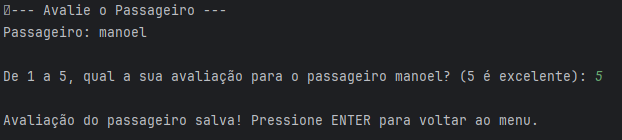 --- Avalie o Passageiro ---
Passageiro: manoel
De 1 a 5, qual a sua avaliação para o passageiro manoel? (5 é excelente): 5
Avaliação do passageiro salva! Pressione ENTER para voltar ao menu.